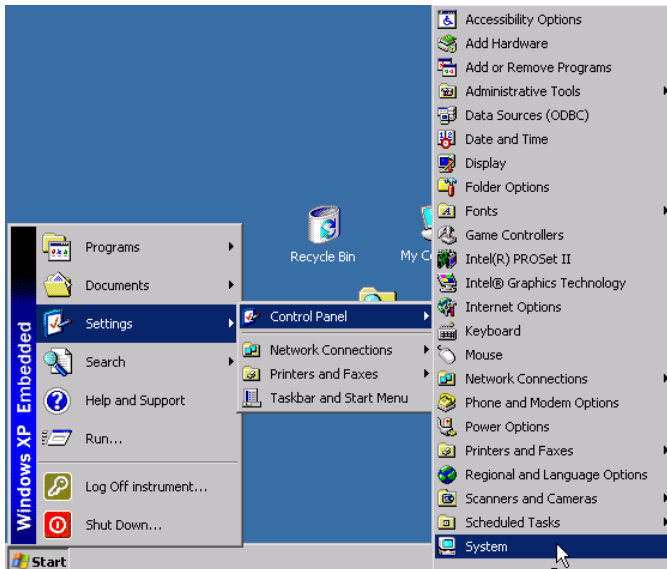 Accessibility Options
Add Hardware
Add or Remove Programs
Administrative Tools
Data Sources (ODBC)
Date and Time
Display
Folder Options
Fonts
Game Controllers
Intel(R) PROSet II
Intel® Graphics Technology
Internet Options
Keyboard
Mouse
Network Connections
Phone and Modem Options
Power Options
Printers and Faxes
Regional and Language Options
Scanners and Cameras
Scheduled Tasks
System
Recycle Bin
My C
Control Panel
Network Connections
Printers and Faxes
Taskbar and Start Menu
Programs
Documents
Settings
Search
Help and Support
Run...
Log Off instrument...
Shut Down...
Windows XP Embedded
Start